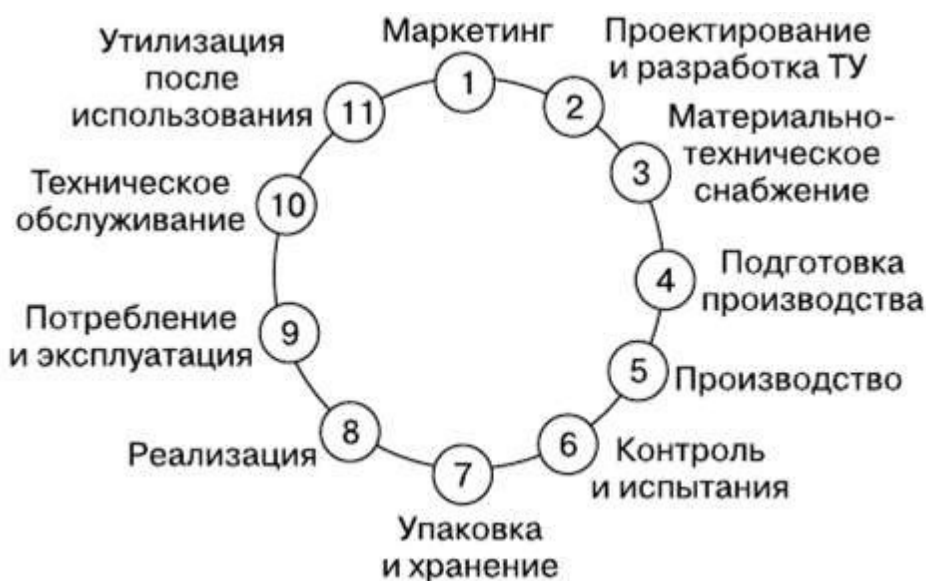 Маркетинг
1
Проектирование
и разработка ТУ
2
Материально-
техническое
снабжение
3
Подготовка
производства
4
Производство
5
Контроль
и испытания
6
Упаковка
и хранение
7
Реализация
8
Потребление
и эксплуатация
9
Техническое
обслуживание
10
Утилизация
после
использования
11